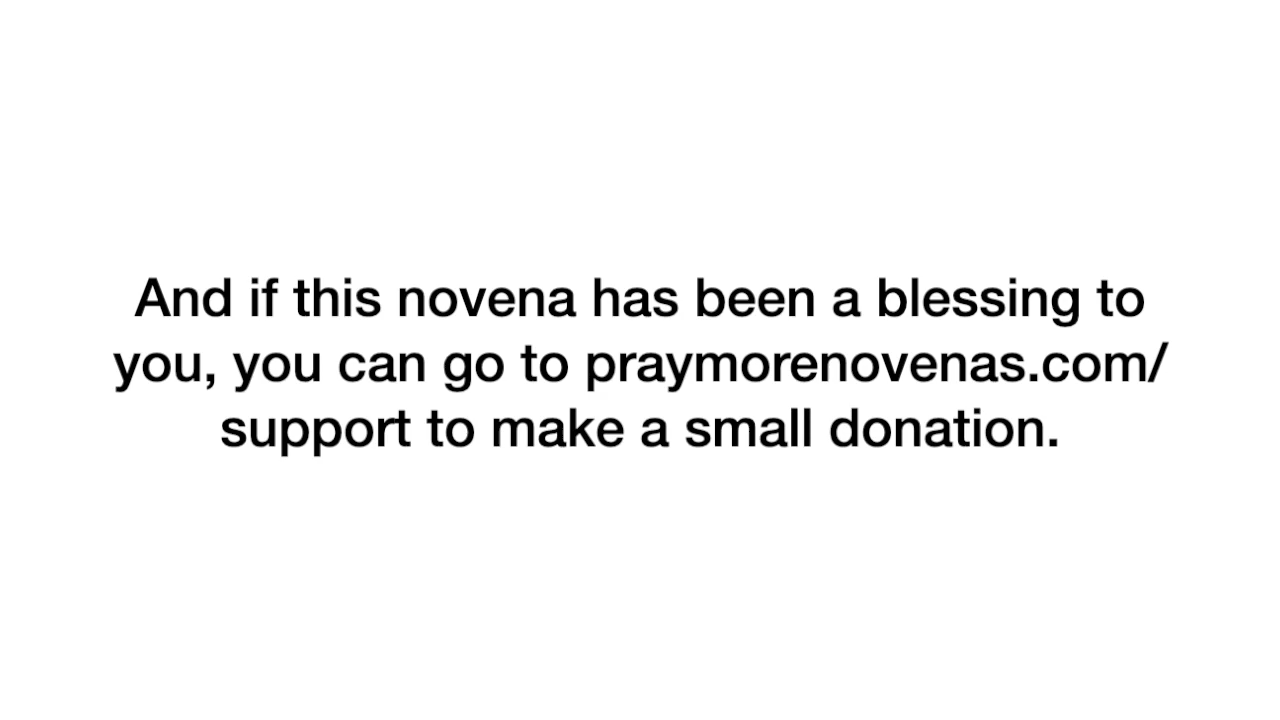 And if this novena has been a blessing to
you, you can go to praymorenovenas.com/
support to make a small donation.